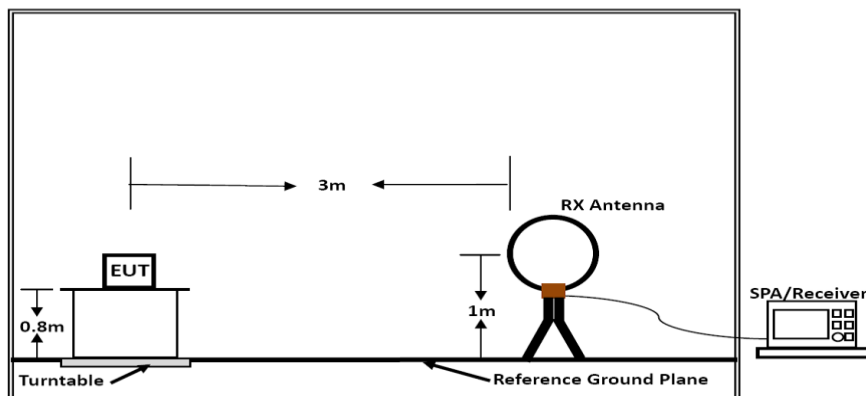 3m
RX Antenna
EUT
SPA/Receiver
0.8m
1m
Turntable
Reference Ground Plane